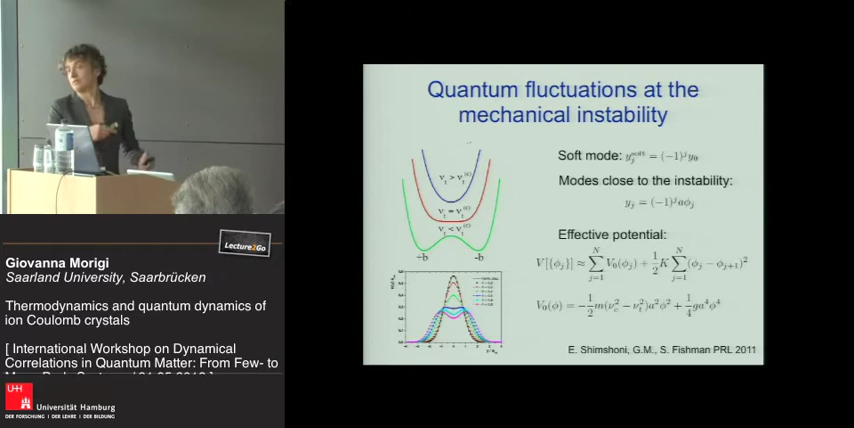 Quantum fluctuations at the
mechanical instability
Soft mode: y_j^soft = (−1)^j y_0
Modes close to the instability:
y_j = (−1)^j aϕ_j
Effective potential:
V[{ϕ_j}] ≈ ∑_{j=1}^N V_0(ϕ_j) + 1/2 K ∑_{j=1}^N (ϕ_j − ϕ_{j+1})^2
V_0(ϕ) = −1/2 m(ν_c^2 − ν_t^2)a^2ϕ^2 + 1/4 ga^4ϕ^4
E. Shimshoni, G.M., S. Fishman PRL 2011
ν_t > ν_t^(c)
ν_t = ν_t^(c)
ν_t < ν_t^(c)
+b
-b
Lecture2Go
Giovanna Morigi
Saarland University, Saarbrücken
Thermodynamics and quantum dynamics of
ion Coulomb crystals
[ International Workshop on Dynamical
Correlations in Quantum Matter: From Few- to
UH
Universität Hamburg
DER FORSCHUNG | DER LEHRE | DER BILDUNG